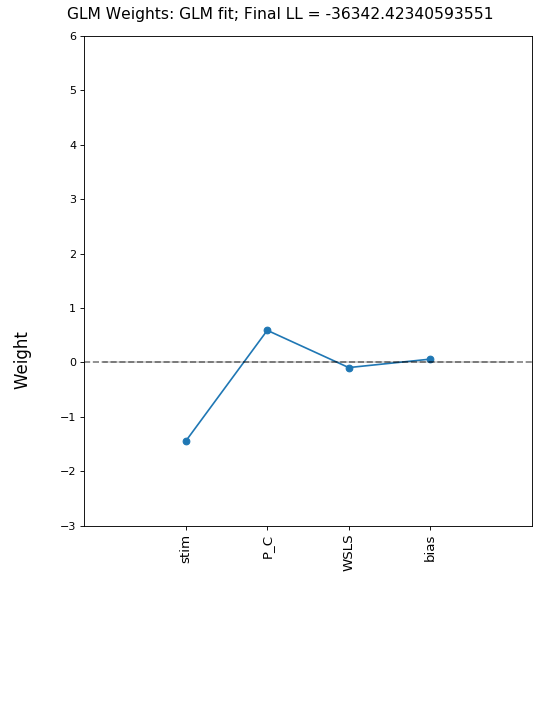 GLM Weights: GLM fit; Final LL = -36342.42340593551
6
5
4
3
2
1
0
−1
−2
−3
Weight
stim
P_C
WSLS
bias